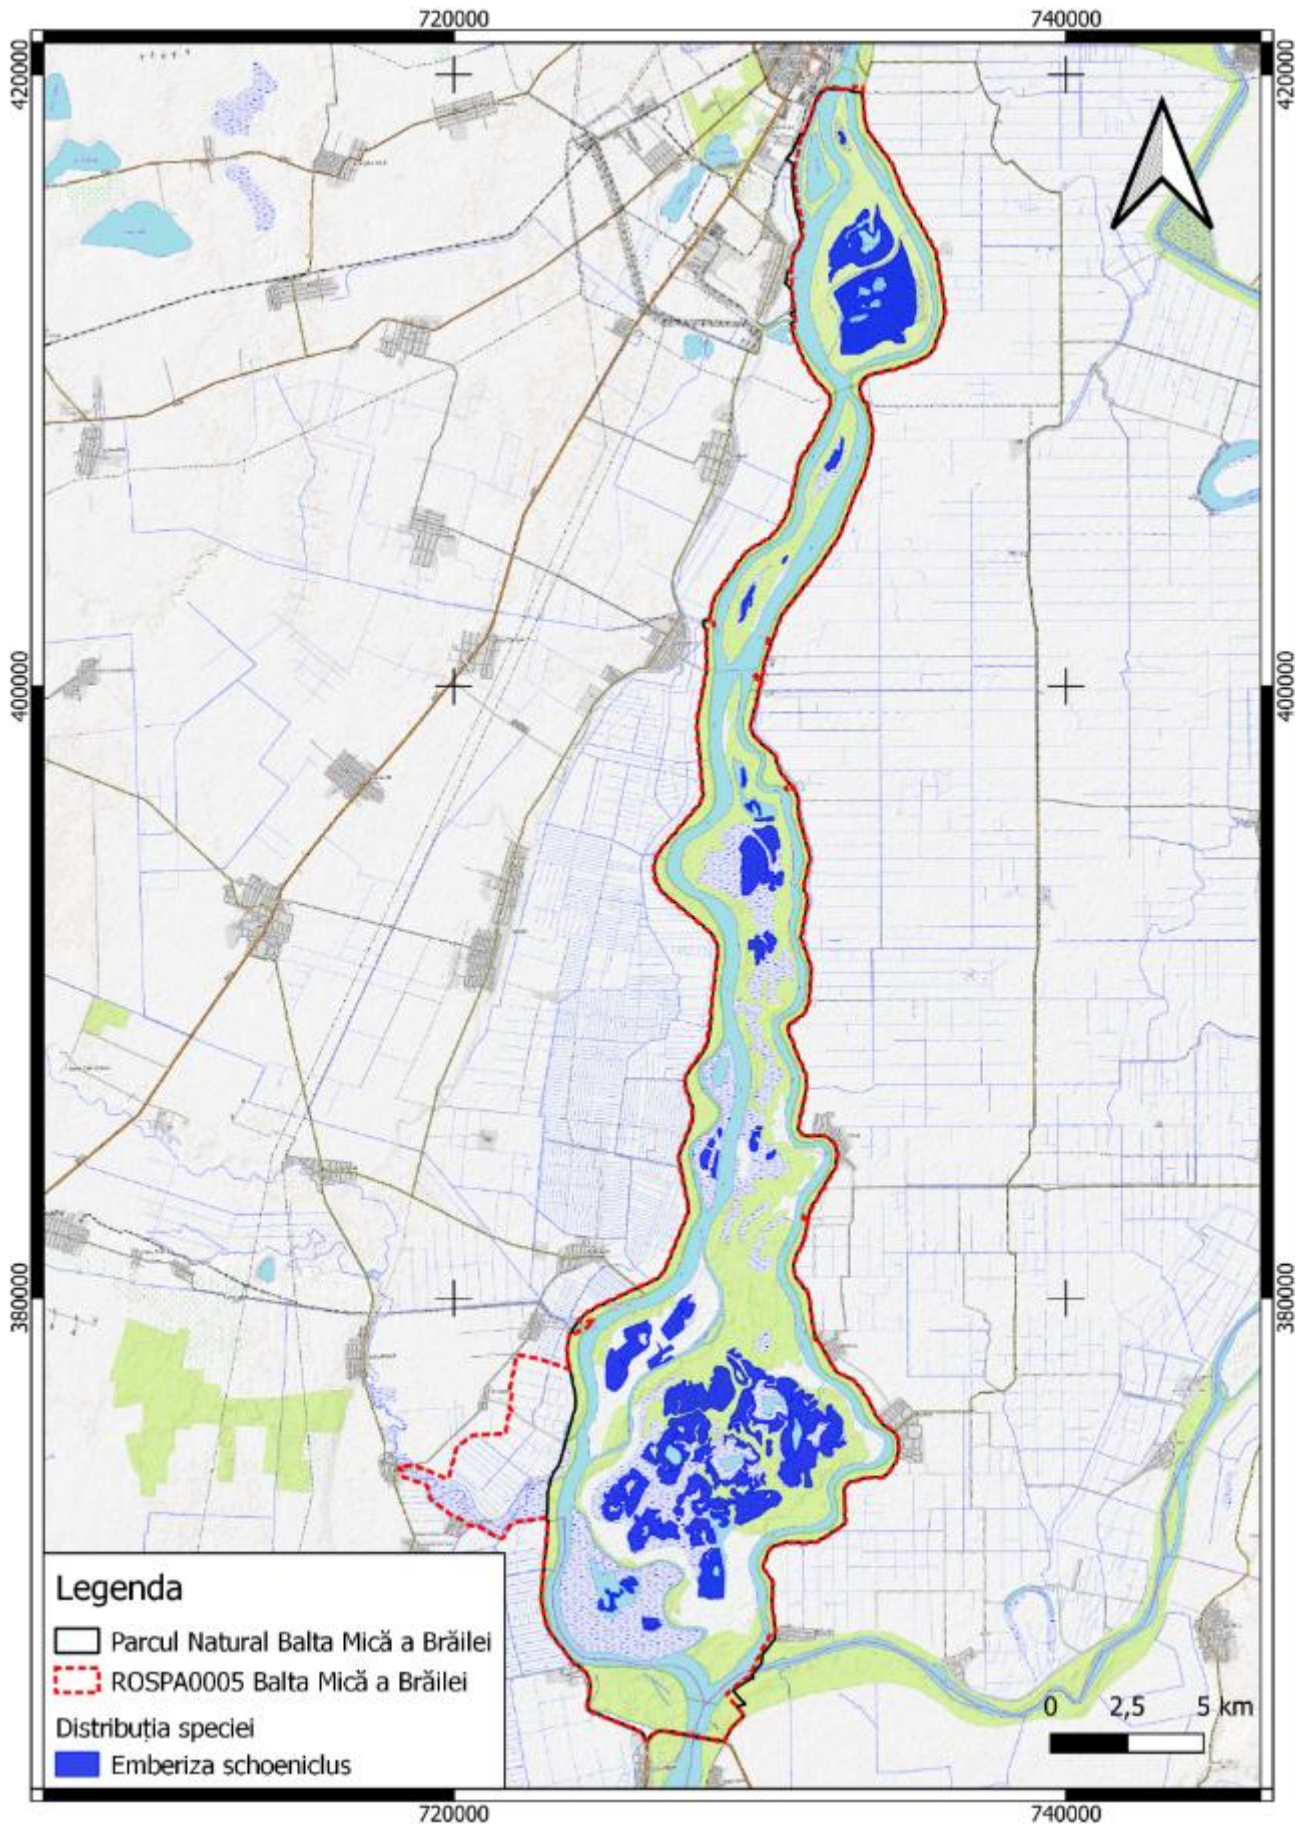 720000
740000
420000
420000
400000
400000
380000
380000
Legenda
Parcul Natural Balta Mică a Brăilei
ROSPA0005 Balta Mică a Brăilei
Distribuția speciei
Emberiza schoeniclus
0 2,5 5 km
720000
740000